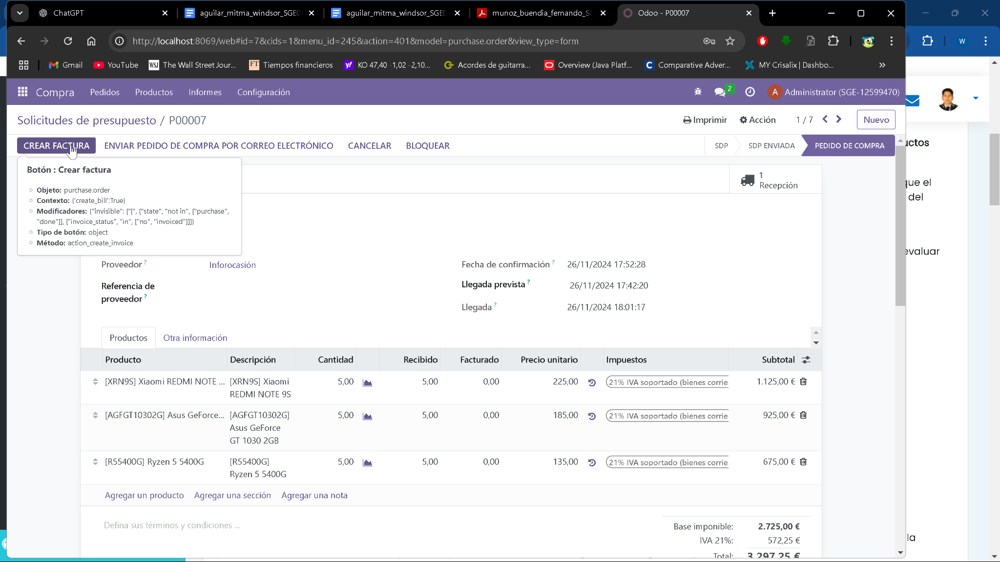 ChatGPT
aguilar_mitma_windsor_SGE0
aguilar_mitma_windsor_SGE0
munoz_buendia_fernando_SG
Odoo - P00007
http://localhost:8069/web#id=7&cids=1&menu_id=245&action=401&model=purchase.order&view_type=form
W
Gmail
YouTube
WSJ The Wall Street Jour...
FT Tiempos financieros
KO 47,40 -1,02 -2,10...
Acordes de guitarra...
Overview (Java Platf...
C Comparative Adver...
MY Crisalix | Dashbo...
Compra
Pedidos
Productos
Informes
Configuración
2
A Administrator (SGE-12599470)
Solicitudes de presupuesto / P00007
Imprimir
Acción
1 / 7
Nuevo
CREAR FACTURA
ENVIAR PEDIDO DE COMPRA POR CORREO ELECTRÓNICO
CANCELAR
BLOQUEAR
SDP
SDP ENVIADA
PEDIDO DE COMPRA
uctos
Botón : Crear factura
Objeto: purchase.order
Contexto: {'create_bill':True}
Modificadores: {"invisible": ["|", ["state", "not in", ["purchase",
"done"]], ["invoice_status", "in", ["no", "invoiced"]]]}
Tipo de botón: object
Método: action_create_invoice
1
Recepción
que el
del
evaluar
Proveedor ?
Inforocasión
Referencia de
proveedor ?
Fecha de confirmación ?
26/11/2024 17:52:28
Llegada prevista ?
26/11/2024 17:42:20
Llegada ?
26/11/2024 18:01:17
Productos
Otra información
Producto Descripción Cantidad Recibido Facturado Precio unitario Impuestos Subtotal
[XRN9S] Xiaomi REDMI NOTE ... [XRN9S] Xiaomi 5,00 5,00 0,00 225,00 21% IVA soportado (bienes corrie 1.125,00 €
REDMI NOTE 9S
[AGFGT10302G] Asus GeForce... [AGFGT10302G] 5,00 5,00 0,00 185,00 21% IVA soportado (bienes corrie 925,00 €
Asus GeForce
GT 1030 2GB
[R55400G] Ryzen 5 5400G [R55400G] 5,00 5,00 0,00 135,00 21% IVA soportado (bienes corrie 675,00 €
Ryzen 5 5400G
Agregar un producto
Agregar una sección
Agregar una nota
Defina sus términos y condiciones ...
Base imponible: 2.725,00 €
IVA 21%: 572,25 €
Total: 3.297,25 €
la